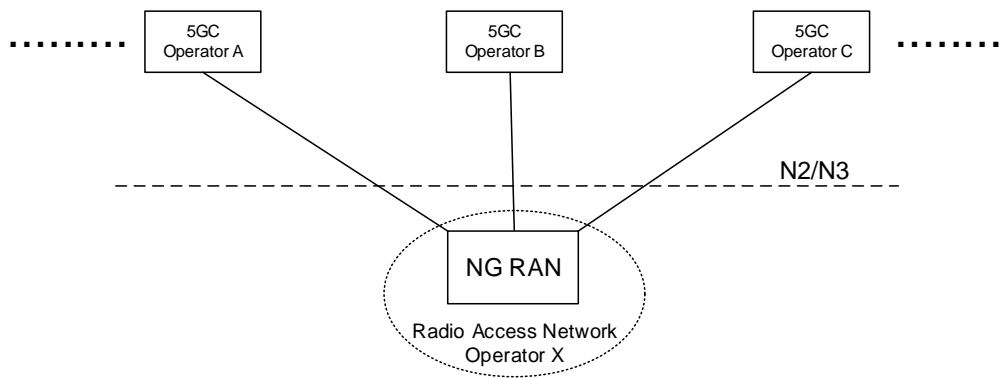 5GC
Operator A
5GC
Operator B
5GC
Operator C
N2/N3
NG RAN
Radio Access Network
Operator X